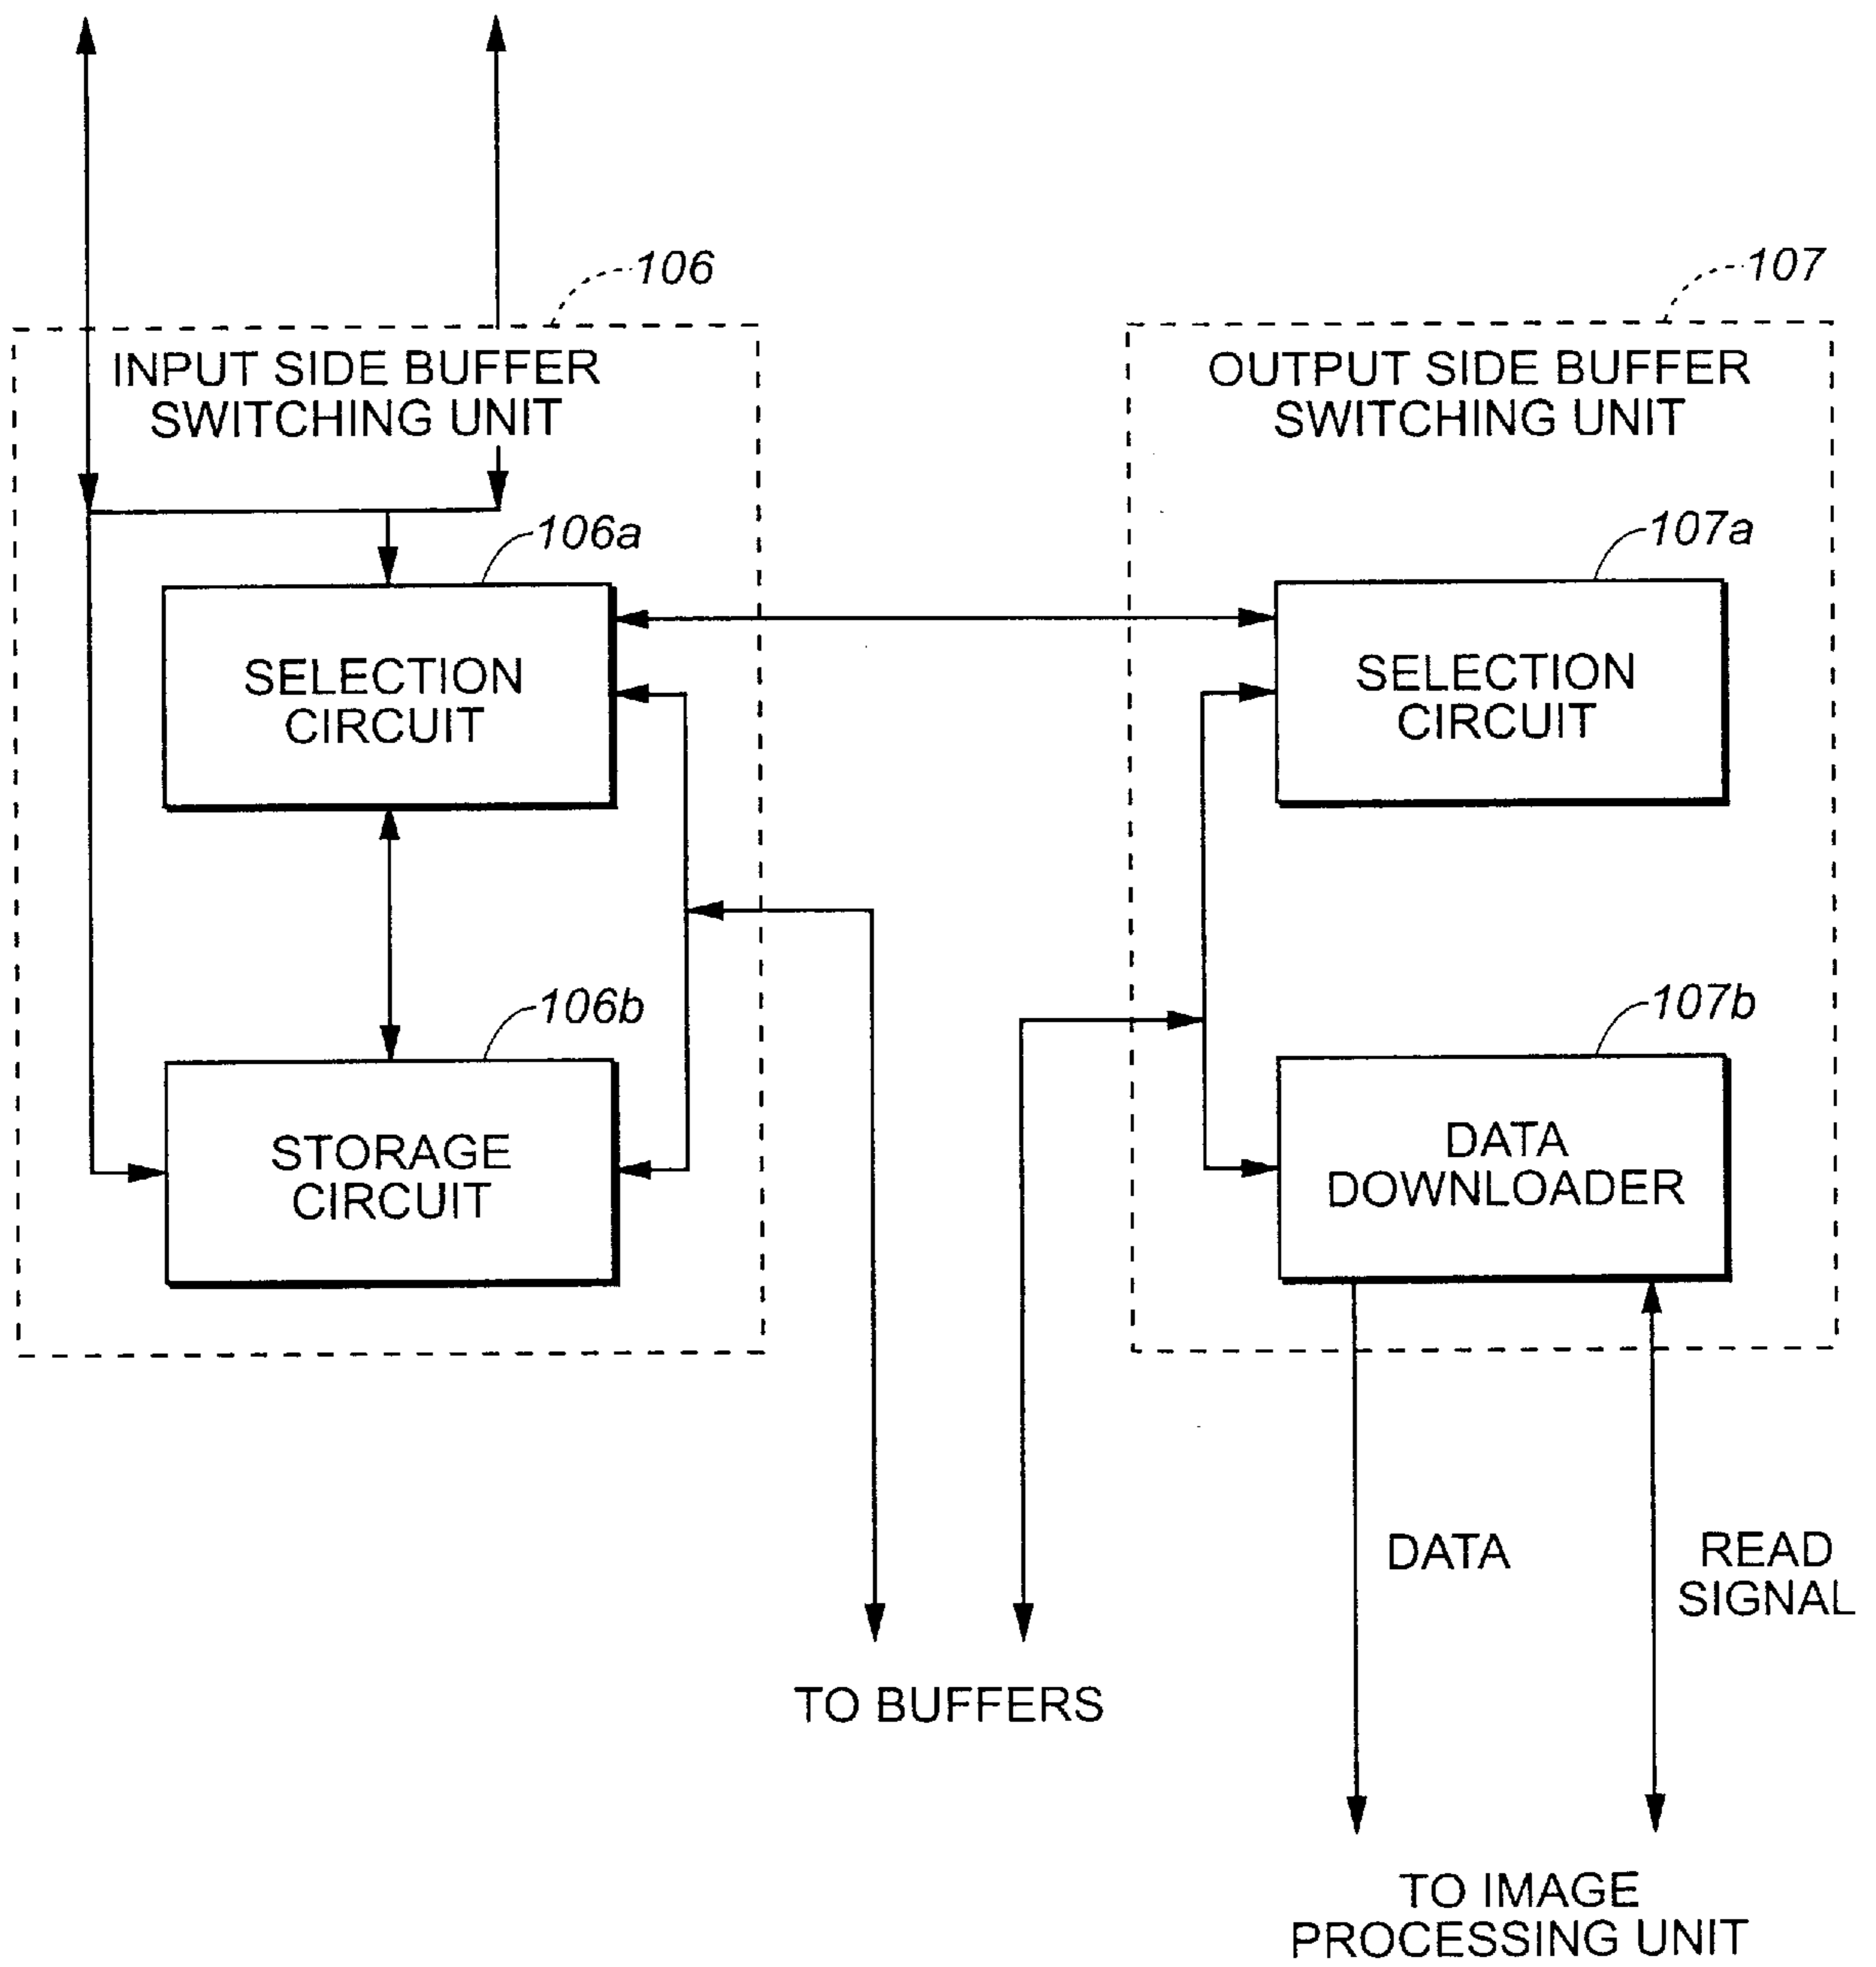 106
107
INPUT SIDE BUFFER
SWITCHING UNIT
OUTPUT SIDE BUFFER
SWITCHING UNIT
106a
107a
SELECTION
CIRCUIT
SELECTION
CIRCUIT
106b
107b
STORAGE
CIRCUIT
DATA
DOWNLOADER
DATA
READ
SIGNAL
TO BUFFERS
TO IMAGE
PROCESSING UNIT